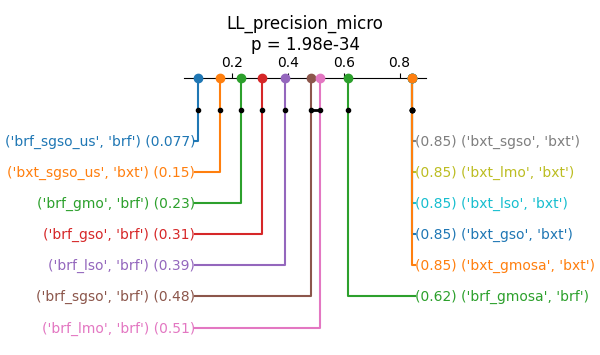 LL_precision_micro
p = 1.98e-34
0.2 0.4 0.6 0.8
('brf_sgso_us', 'brf') (0.077)
(0.85) ('bxt_sgso', 'bxt')
('bxt_sgso_us', 'bxt') (0.15)
(0.85) ('bxt_lmo', 'bxt')
('brf_gmo', 'brf') (0.23)
(0.85) ('bxt_lso', 'bxt')
('brf_gso', 'brf') (0.31)
(0.85) ('bxt_gso', 'bxt')
('brf_lso', 'brf') (0.39)
(0.85) ('bxt_gmosa', 'bxt')
('brf_sgso', 'brf') (0.48)
(0.62) ('brf_gmosa', 'brf')
('brf_lmo', 'brf') (0.51)